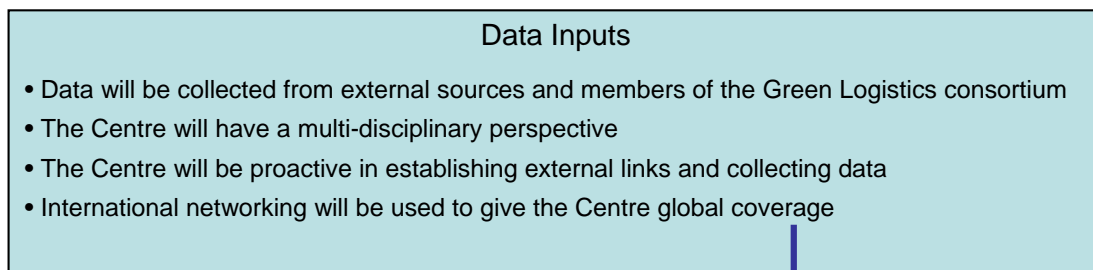 Data Inputs
• Data will be collected from external sources and members of the Green Logistics consortium
• The Centre will have a multi-disciplinary perspective
• The Centre will be proactive in establishing external links and collecting data
• International networking will be used to give the Centre global coverage